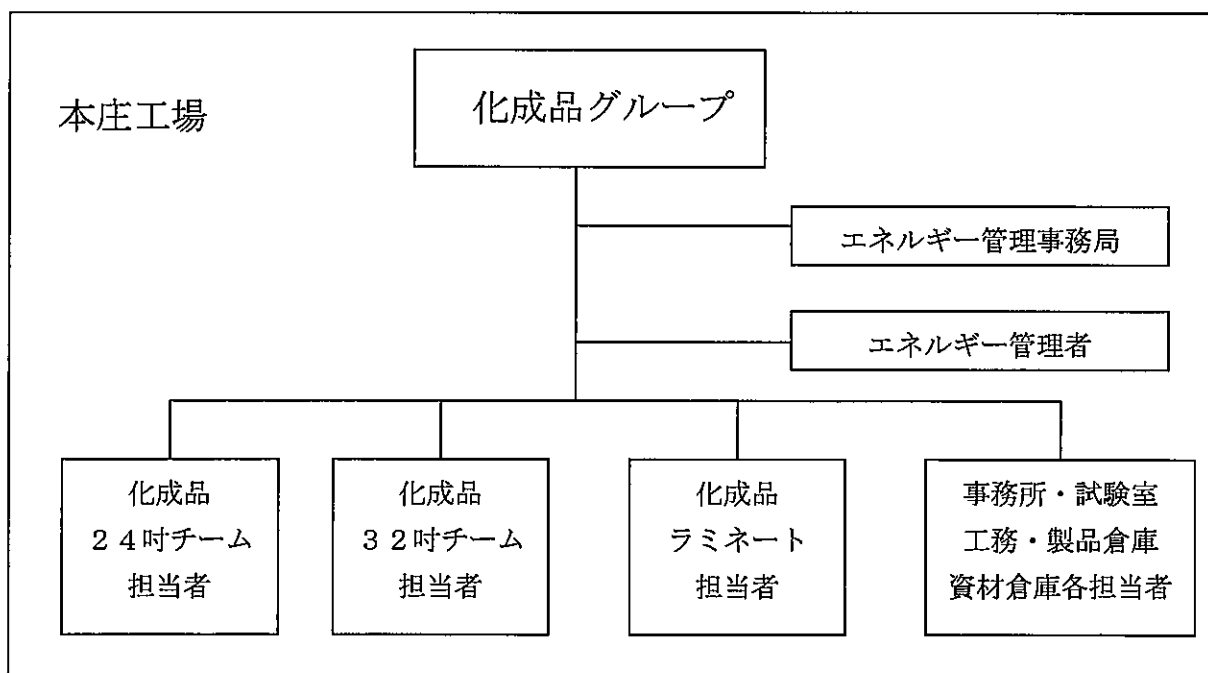 本庄工場
化成品グループ
エネルギー管理事務局
エネルギー管理者
化成品
２４吋チーム
担当者
化成品
３２吋チーム
担当者
化成品
ラミネート
担当者
事務所・試験室
工務・製品倉庫
資材倉庫各担当者